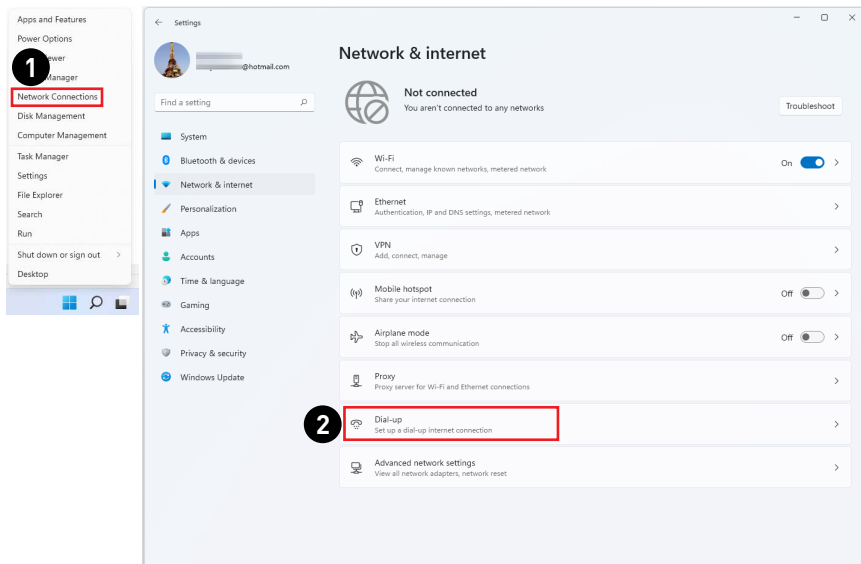 Apps and Features
Power Options
1
Network Connections
Disk Management
Computer Management
Task Manager
Settings
File Explorer
Search
Run
Shut down or sign out
Desktop
Settings
@hotmail.com
Find a setting
System
Bluetooth & devices
Network & internet
Personalization
Apps
Accounts
Time & language
Gaming
Accessibility
Privacy & security
Windows Update
Network & internet
Not connected
You aren't connected to any networks
Troubleshoot
Wi-Fi
Connect, manage known networks, metered network
On
Ethernet
Authentication, IP and DNS settings, metered network
VPN
Add, connect, manage
Mobile hotspot
Share your internet connection
Off
Airplane mode
Stop all wireless communication
Off
Proxy
Proxy server for Wi-Fi and Ethernet connections
2
Dial-up
Set up a dial-up internet connection
Advanced network settings
View all network adapters, network reset